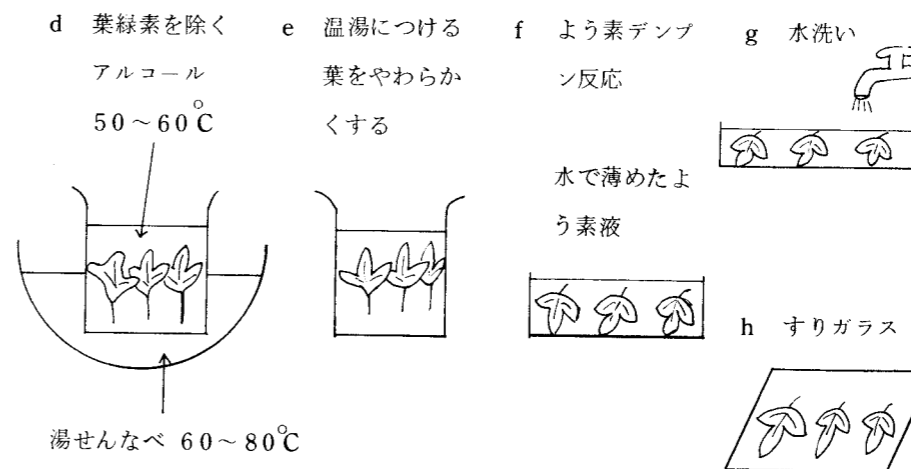 d 葉緑素を除く
アルコール
50～60℃
e 温湯につける
葉をやわらか
くする
f よう素デンプ
ン反応
水で薄めたよ
う素液
g 水洗い
h すりガラス
湯せんなべ 60～80℃